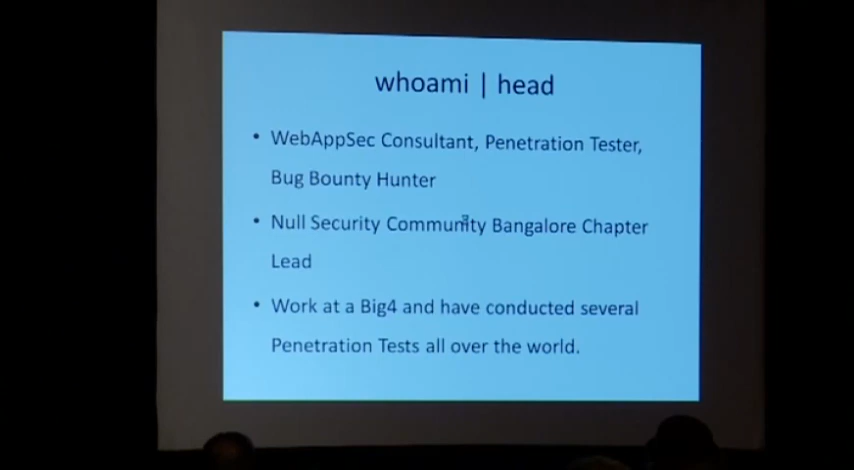 whoami | head
• WebAppSec Consultant, Penetration Tester,
Bug Bounty Hunter
• Null Security Community Bangalore Chapter
Lead
• Work at a Big4 and have conducted several
Penetration Tests all over the world.